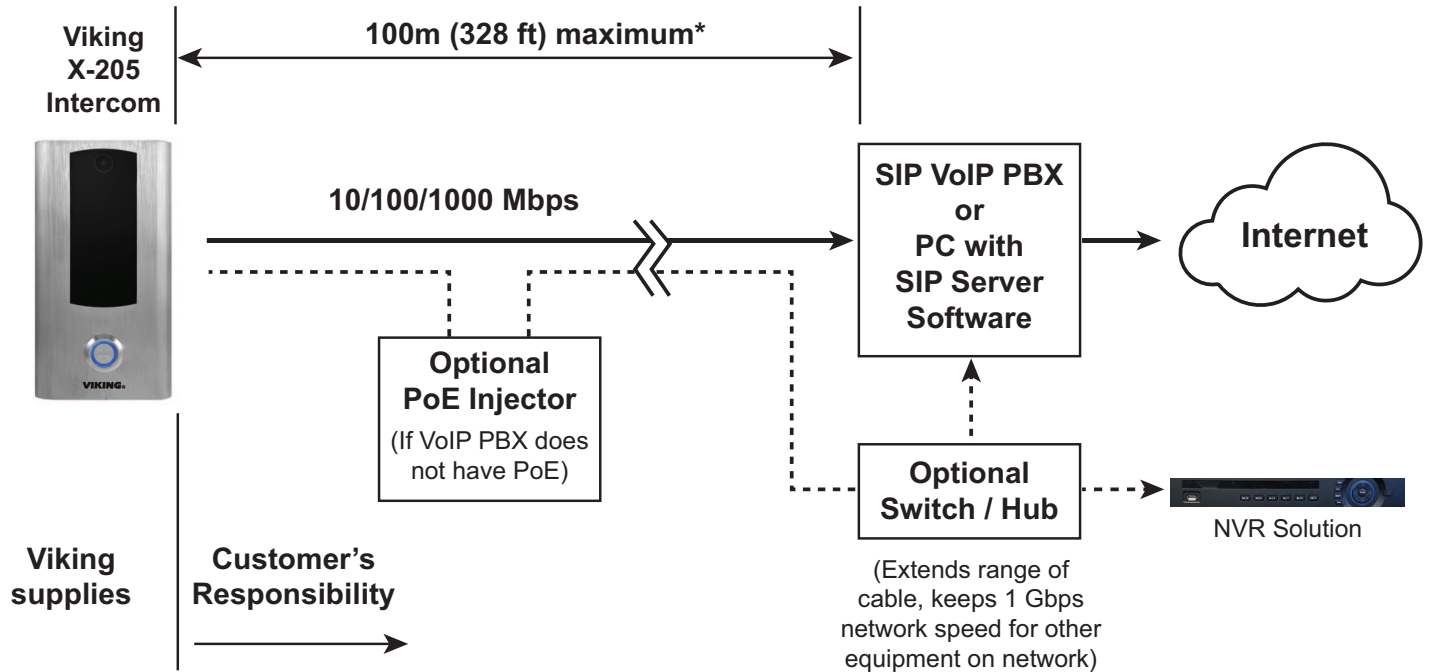 Viking
X-205
Intercom
100m (328 ft) maximum*
10/100/1000 Mbps
SIP VoIP PBX
or
PC with
SIP Server
Software
Internet
VIKING
Optional
PoE Injector
(If VoIP PBX does
not have PoE)
Optional
Switch / Hub
(Extends range of
cable, keeps 1 Gbps
network speed for other
equipment on network)
NVR Solution
Viking
supplies
Customer’s
Responsibility